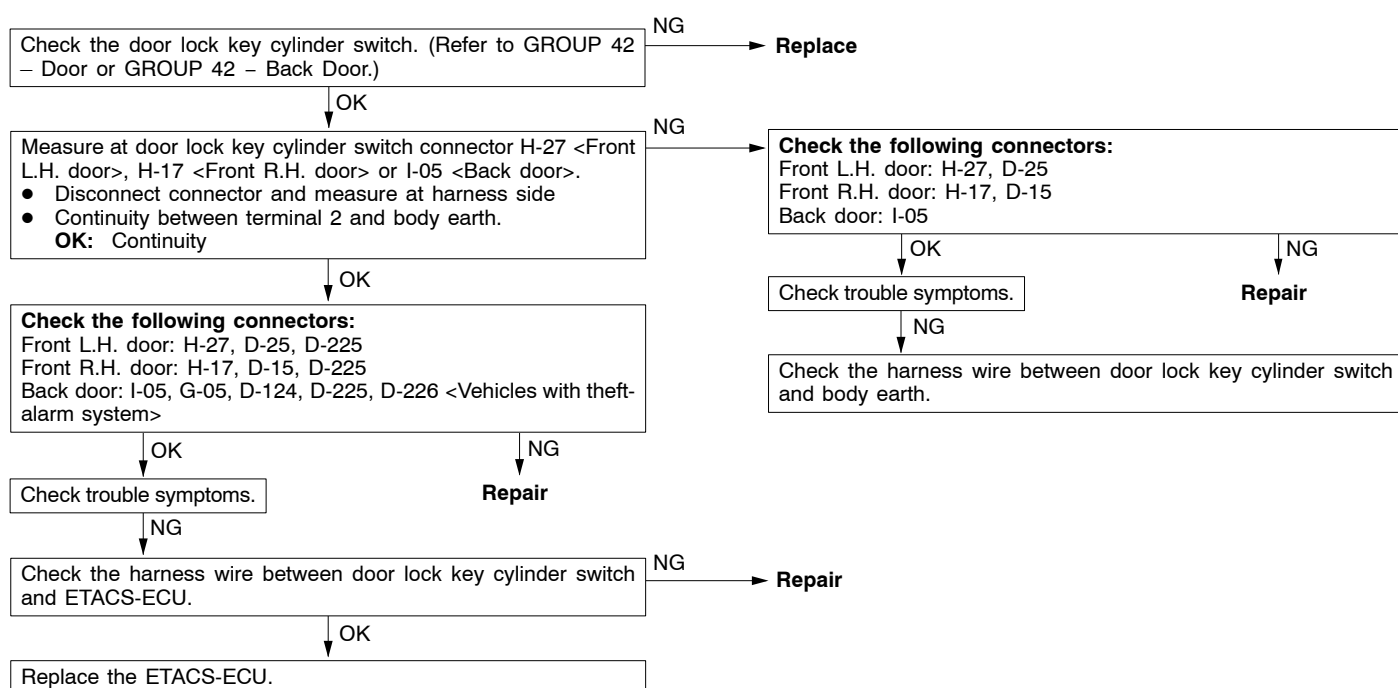 Check the door lock key cylinder switch. (Refer to GROUP 42
– Door or GROUP 42 – Back Door.)
NG
Replace
OK
Measure at door lock key cylinder switch connector H-27 <Front
L.H. door>, H-17 <Front R.H. door> or I-05 <Back door>.
● Disconnect connector and measure at harness side
● Continuity between terminal 2 and body earth.
OK: Continuity
NG
Check the following connectors:
Front L.H. door: H-27, D-25
Front R.H. door: H-17, D-15
Back door: I-05
OK
NG
Check trouble symptoms.
Repair
NG
Check the harness wire between door lock key cylinder switch
and body earth.
OK
Check the following connectors:
Front L.H. door: H-27, D-25, D-225
Front R.H. door: H-17, D-15, D-225
Back door: I-05, G-05, D-124, D-225, D-226 <Vehicles with theft-
alarm system>
OK
NG
Check trouble symptoms.
Repair
NG
Check the harness wire between door lock key cylinder switch
and ETACS-ECU.
NG
Repair
OK
Replace the ETACS-ECU.